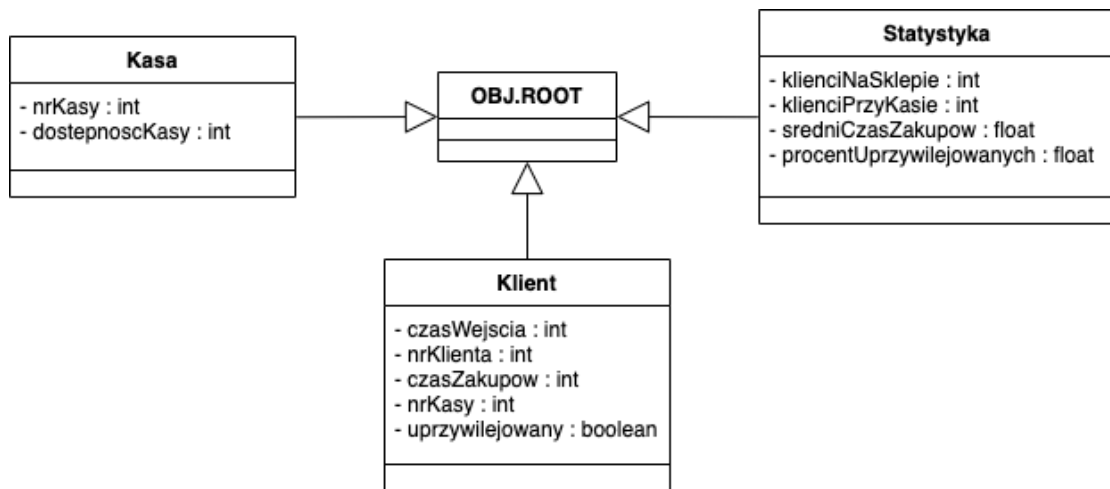 Kasa
- nrKasy : int
- dostepnoscKasy : int
OBJ.ROOT
Statystyka
- klienciNaSklepie : int
- klienciPrzyKasie : int
- sredniCzasZakupow : float
- procentUprzywilejowanych : float
Klient
- czasWejscia : int
- nrKlienta : int
- czasZakupow : int
- nrKasy : int
- uprzywilejowany : boolean